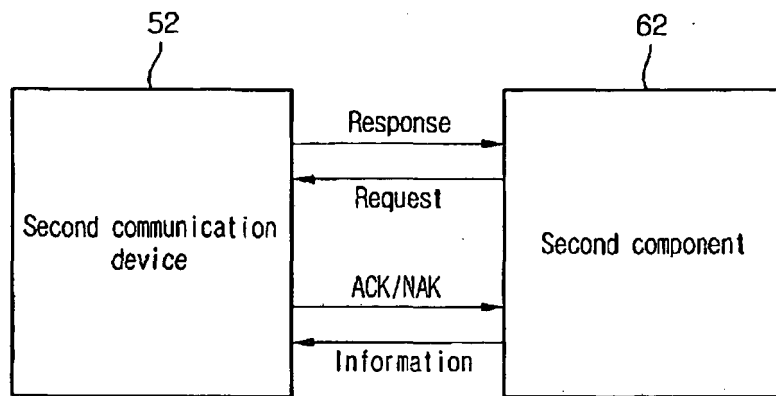 52
62
Response
Request
Second communication
device
Second component
ACK/NAK
Information